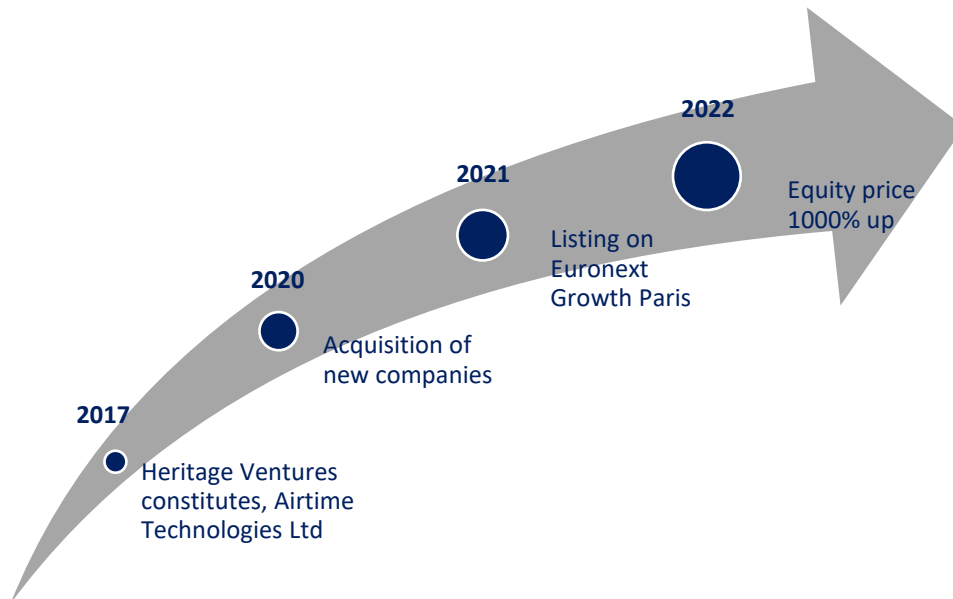 2017
Heritage Ventures
constitutes, Airtime
Technologies Ltd
2020
Acquisition of
new companies
2021
Listing on
Euronext
Growth Paris
2022
Equity price
1000% up